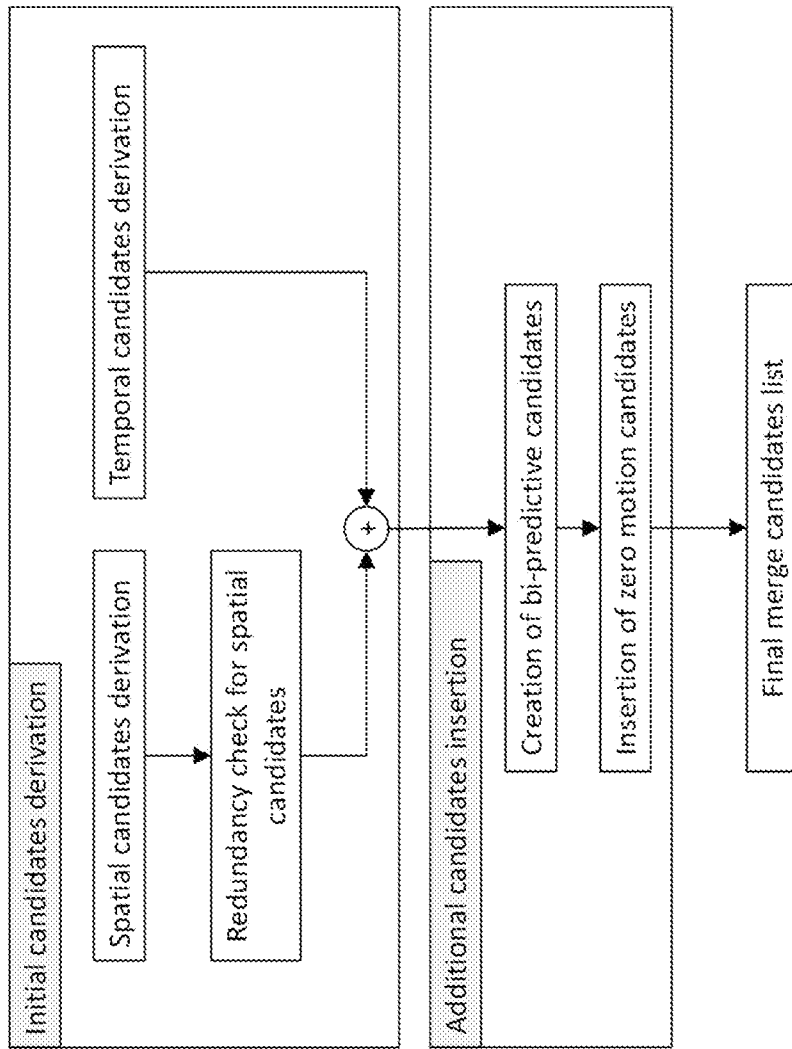 Initial candidates derivation
Spatial candidates derivation
Temporal candidates derivation
Redundancy check for spatial
candidates
+
Additional candidates insertion
Creation of bi-predictive candidates
Insertion of zero motion candidates
Final merge candidates list